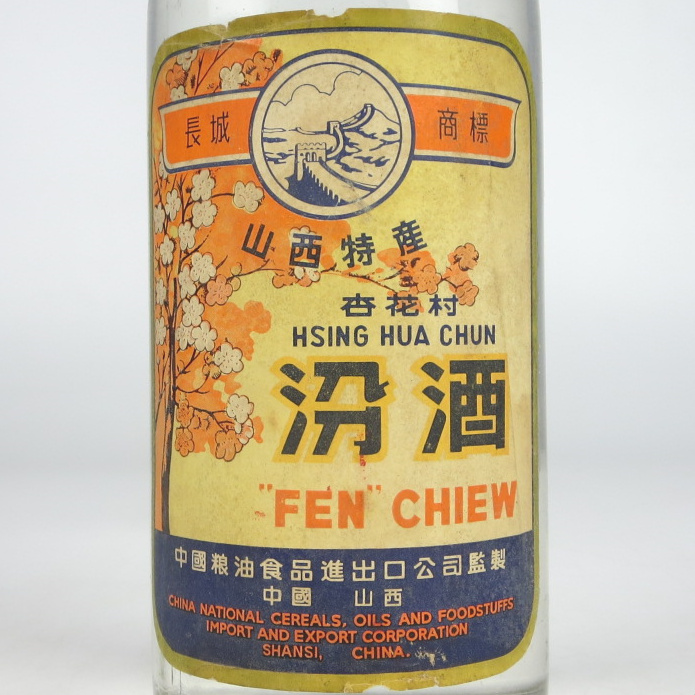 長城 商標
山西特産
杏花村
HSING HUA CHUN
汾酒
"FEN" CHIEW
中國粮油食品進出口公司監製
中國 山西
CHINA NATIONAL CEREALS, OILS AND FOODSTUFFS
IMPORT AND EXPORT CORPORATION
SHANSI, CHINA.